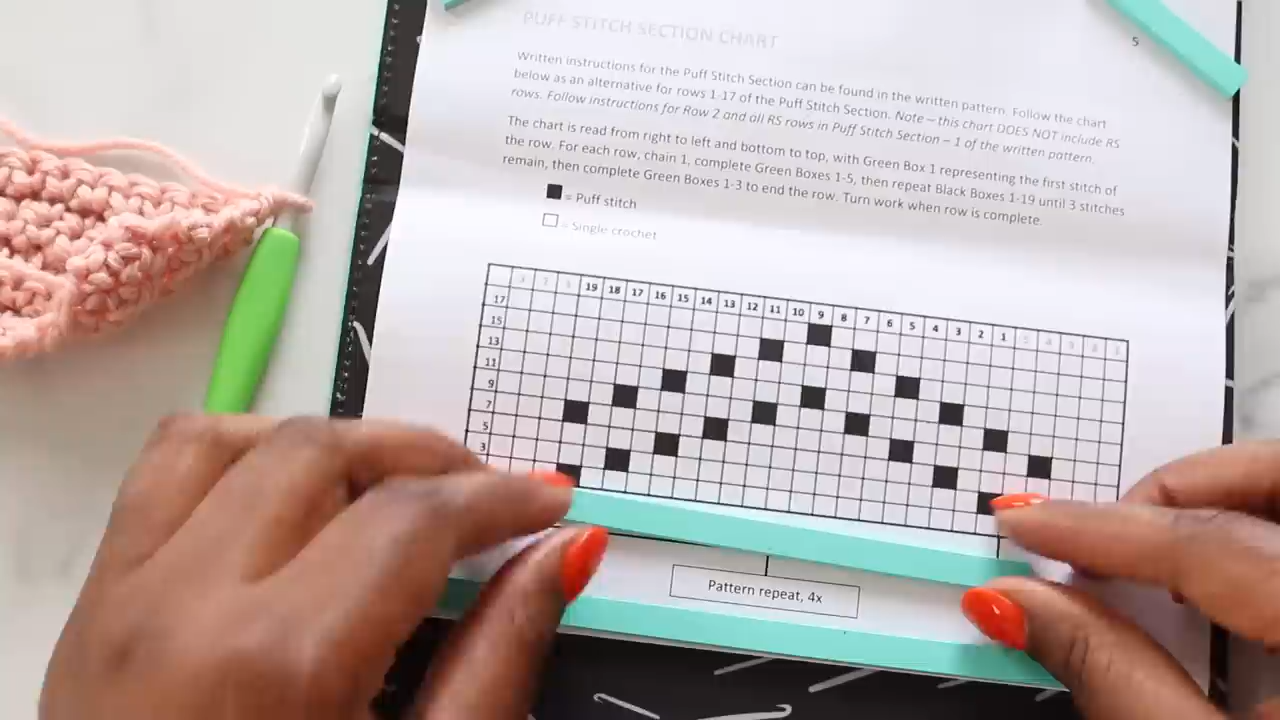 PUFF STITCH SECTION CHART
5
Written instructions for the Puff Stitch Section can be found in the written pattern. Follow the chart
below as an alternative for rows 1-17 of the Puff Stitch Section. Note – this chart DOES NOT include RS
rows. Follow instructions for Row 2 and all RS rows in Puff Stitch Section – 1 of the written pattern.
The chart is read from right to left and bottom to top, with Green Box 1 representing the first stitch of
the row. For each row, chain 1, complete Green Boxes 1-5, then repeat Black Boxes 1-19 until 3 stitches
remain, then complete Green Boxes 1-3 to end the row. Turn work when row is complete.
= Puff stitch
= Single crochet
19 18 17 16 15 14 13 12 11 10 9 8 7 6 5 4 3 2 1
17
15
13
11
9
7
5
3
Pattern repeat, 4x